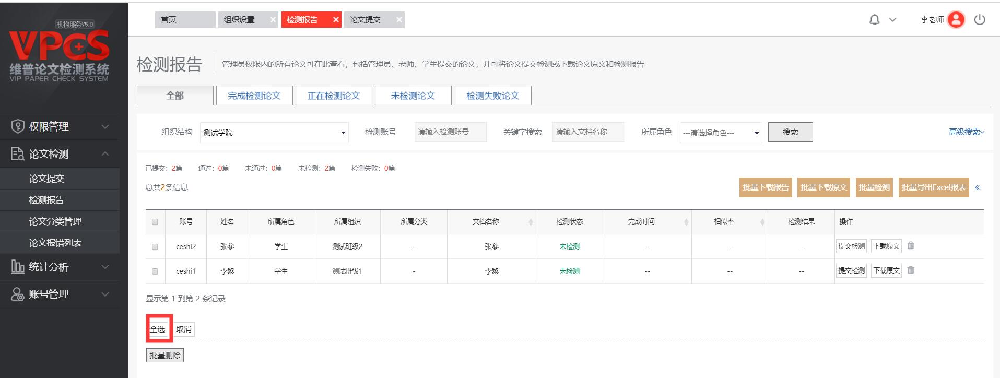 机构服务V5.0
VPCS
维普论文检测系统
VIP PAPER CHECK SYSTEM
首页 组织设置 检测报告 论文提交 李老师
检测报告 管理员权限内的所有论文可在此查看，包括管理员、老师、学生提交的论文，并可将论文提交检测或下载论文原文和检测报告
全部 完成检测论文 正在检测论文 未检测论文 检测失败论文
权限管理
论文检测
论文提交
检测报告
论文分类管理
论文报错列表
统计分析
账号管理
组织结构 测试学院 检测账号 请输入检测账号 关键字搜索 请输入文档名称 所属角色 ---请选择角色--- 搜索 高级搜索
已提交：2篇 通过：0篇 未通过：0篇 未检测：2篇 检测失败：0篇
总共2条信息 批量下载报告 批量下载原文 批量检测 批量导出Excel报表 «
账号 姓名 所属角色 所属组织 所属分类 文档名称 检测状态 完成时间 相似率 检测结果 操作
ceshi2 张黎 学生 测试班级2 - 张黎 未检测 -- -- -- 提交检测 下载原文
ceshi1 李黎 学生 测试班级1 - 李黎 未检测 -- -- -- 提交检测 下载原文
显示第 1 到第 2 条记录
全选 取消
批量删除